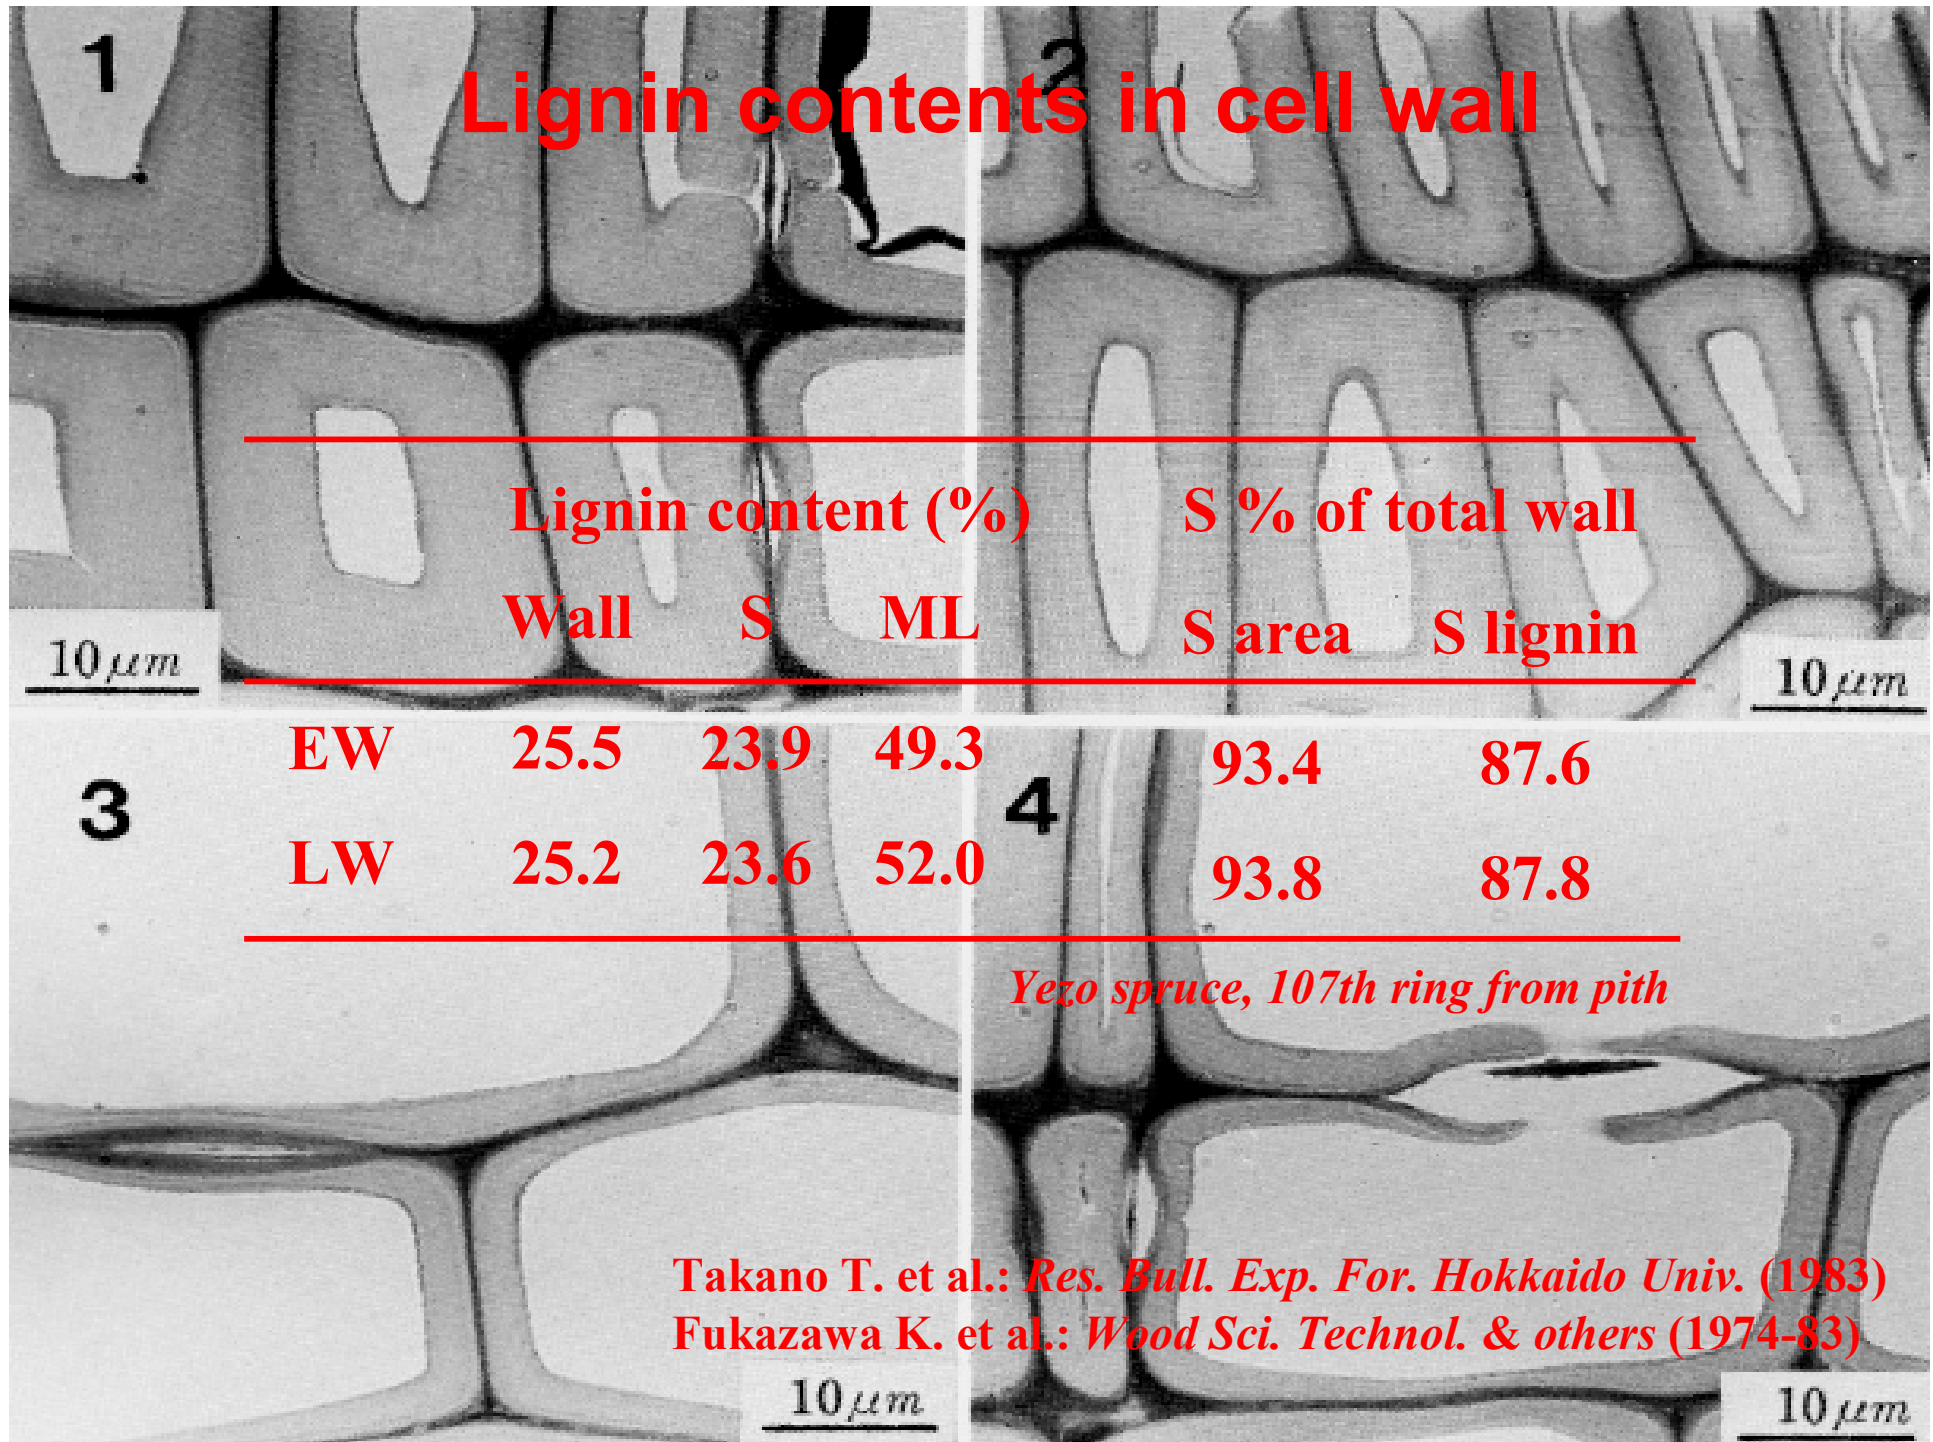 1
2
Lignin contents in cell wall
Lignin content (%) S % of total wall
Wall S ML S area S lignin
10 μm 10 μm
EW 25.5 23.9 49.3 93.4 87.6
3 4
LW 25.2 23.6 52.0 93.8 87.8
Yezo spruce, 107th ring from pith
Takano T. et al.: Res. Bull. Exp. For. Hokkaido Univ. (1983)
Fukazawa K. et al.: Wood Sci. Technol. & others (1974-83)
10 μm 10 μm